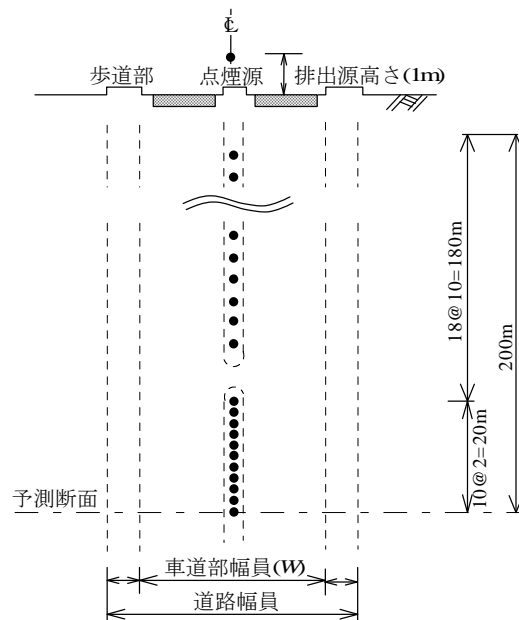 ℄
歩道部 点煙源 排出源高さ(1m)
18@10=180m
200m
10@2=20m
予測断面
車道部幅員(W)
道路幅員